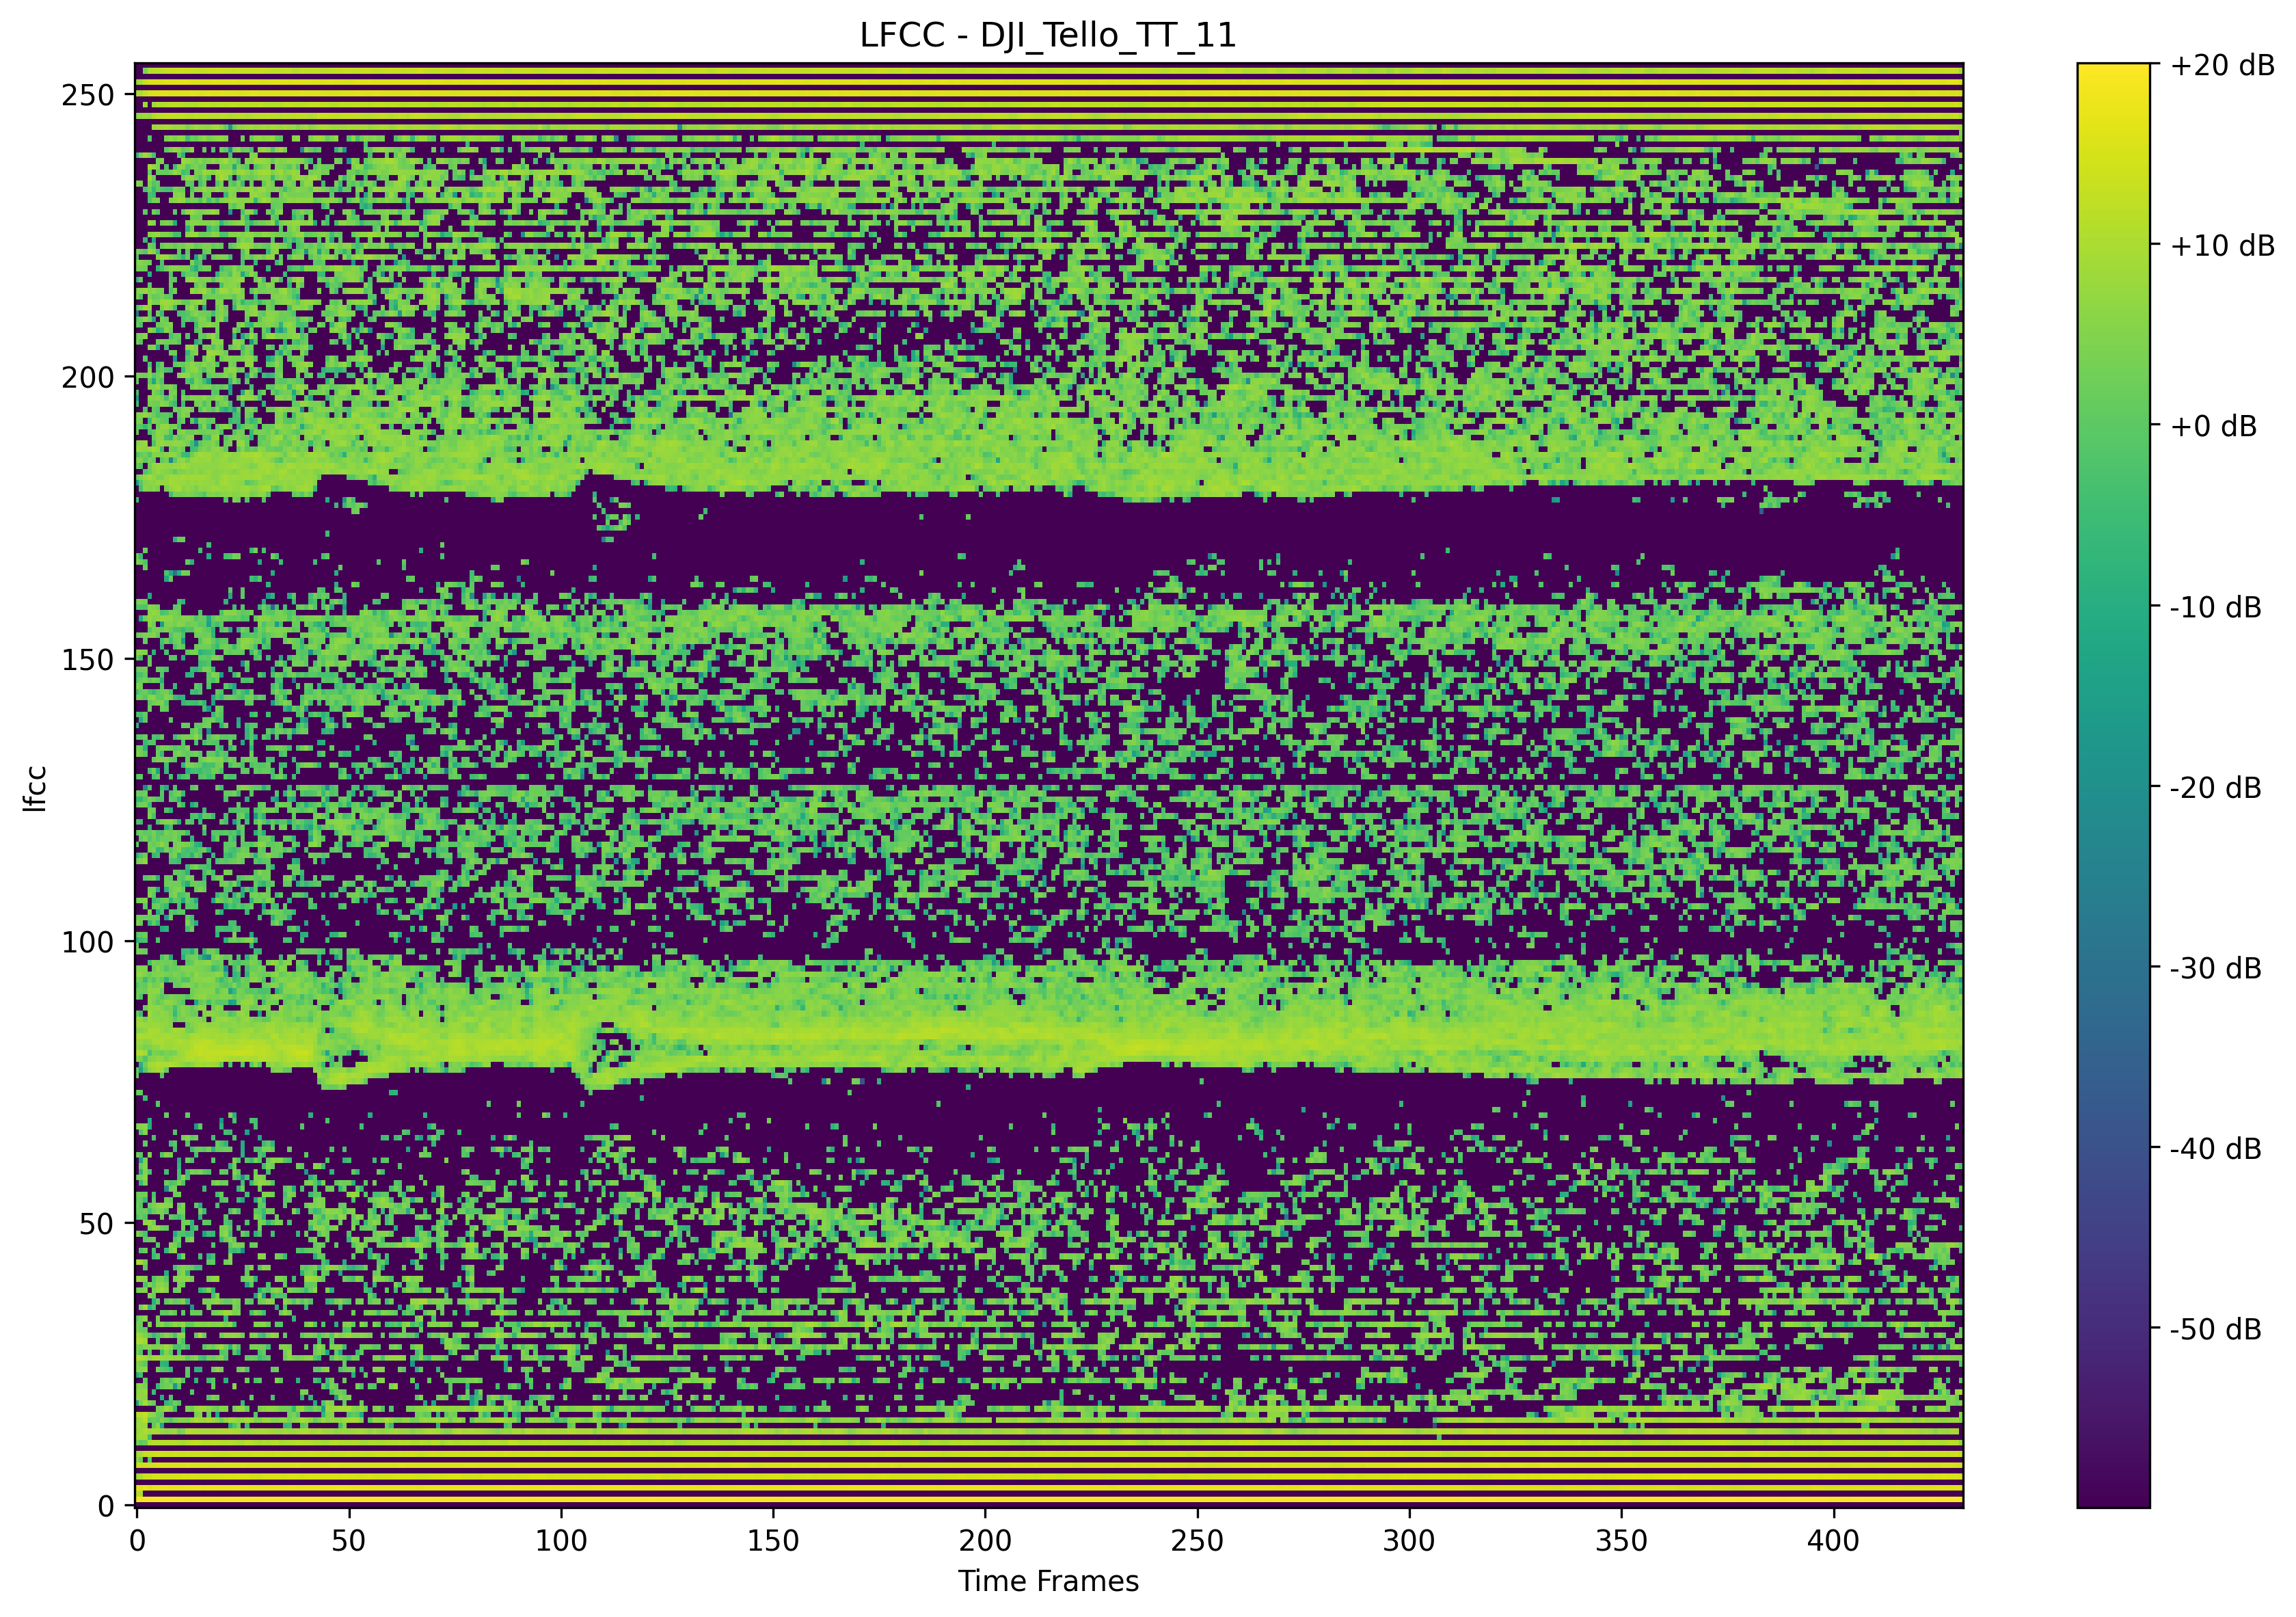 LFCC - DJI_Tello_TT_11
+20 dB
+10 dB
+0 dB
-10 dB
-20 dB
-30 dB
-40 dB
-50 dB
250
200
150
100
50
0
lfcc
0 50 100 150 200 250 300 350 400
Time Frames